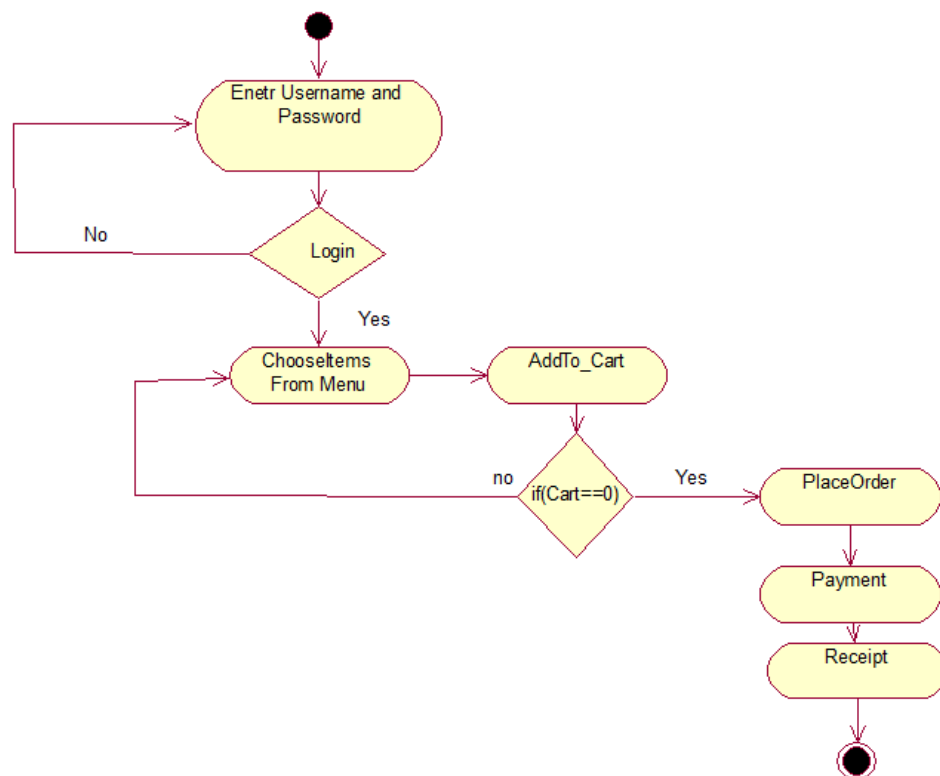 Enetr Username and
Password
No
Login
Yes
ChooseItems
From Menu
AddTo_Cart
no
if(Cart==0)
Yes
PlaceOrder
Payment
Receipt